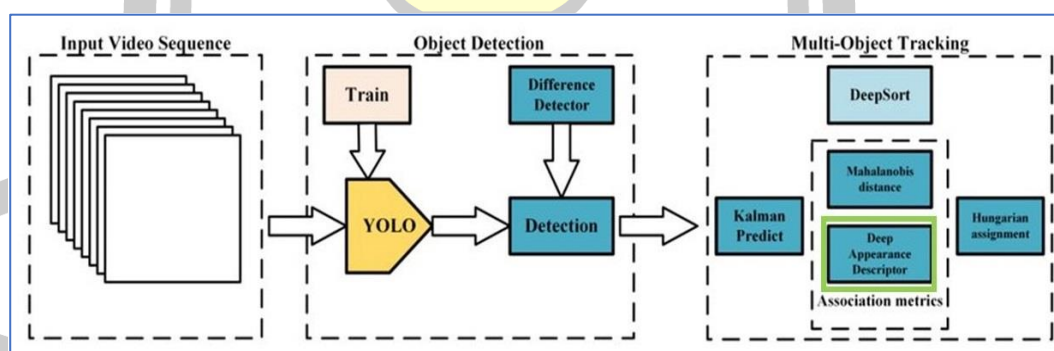 Input Video Sequence
Object Detection
Multi-Object Tracking
Train
Difference
Detector
YOLO
Detection
DeepSort
Kalman
Predict
Mahalanobis
distance
Deep
Appearance
Descriptor
Association metrics
Hungarian
assignment